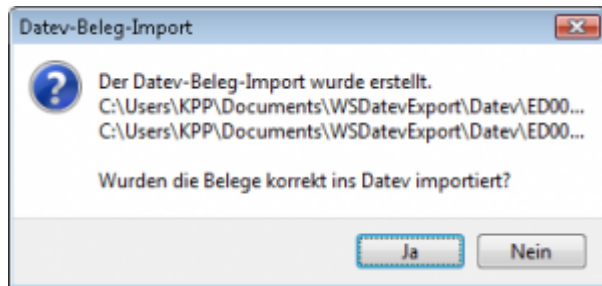 Datev-Beleg-Import
Der Datev-Beleg-Import wurde erstellt.
C:\Users\KPP\Documents\WSDatevExport\Datev\ED00...
C:\Users\KPP\Documents\WSDatevExport\Datev\ED00...
Wurden die Belege korrekt ins Datev importiert?
Ja
Nein